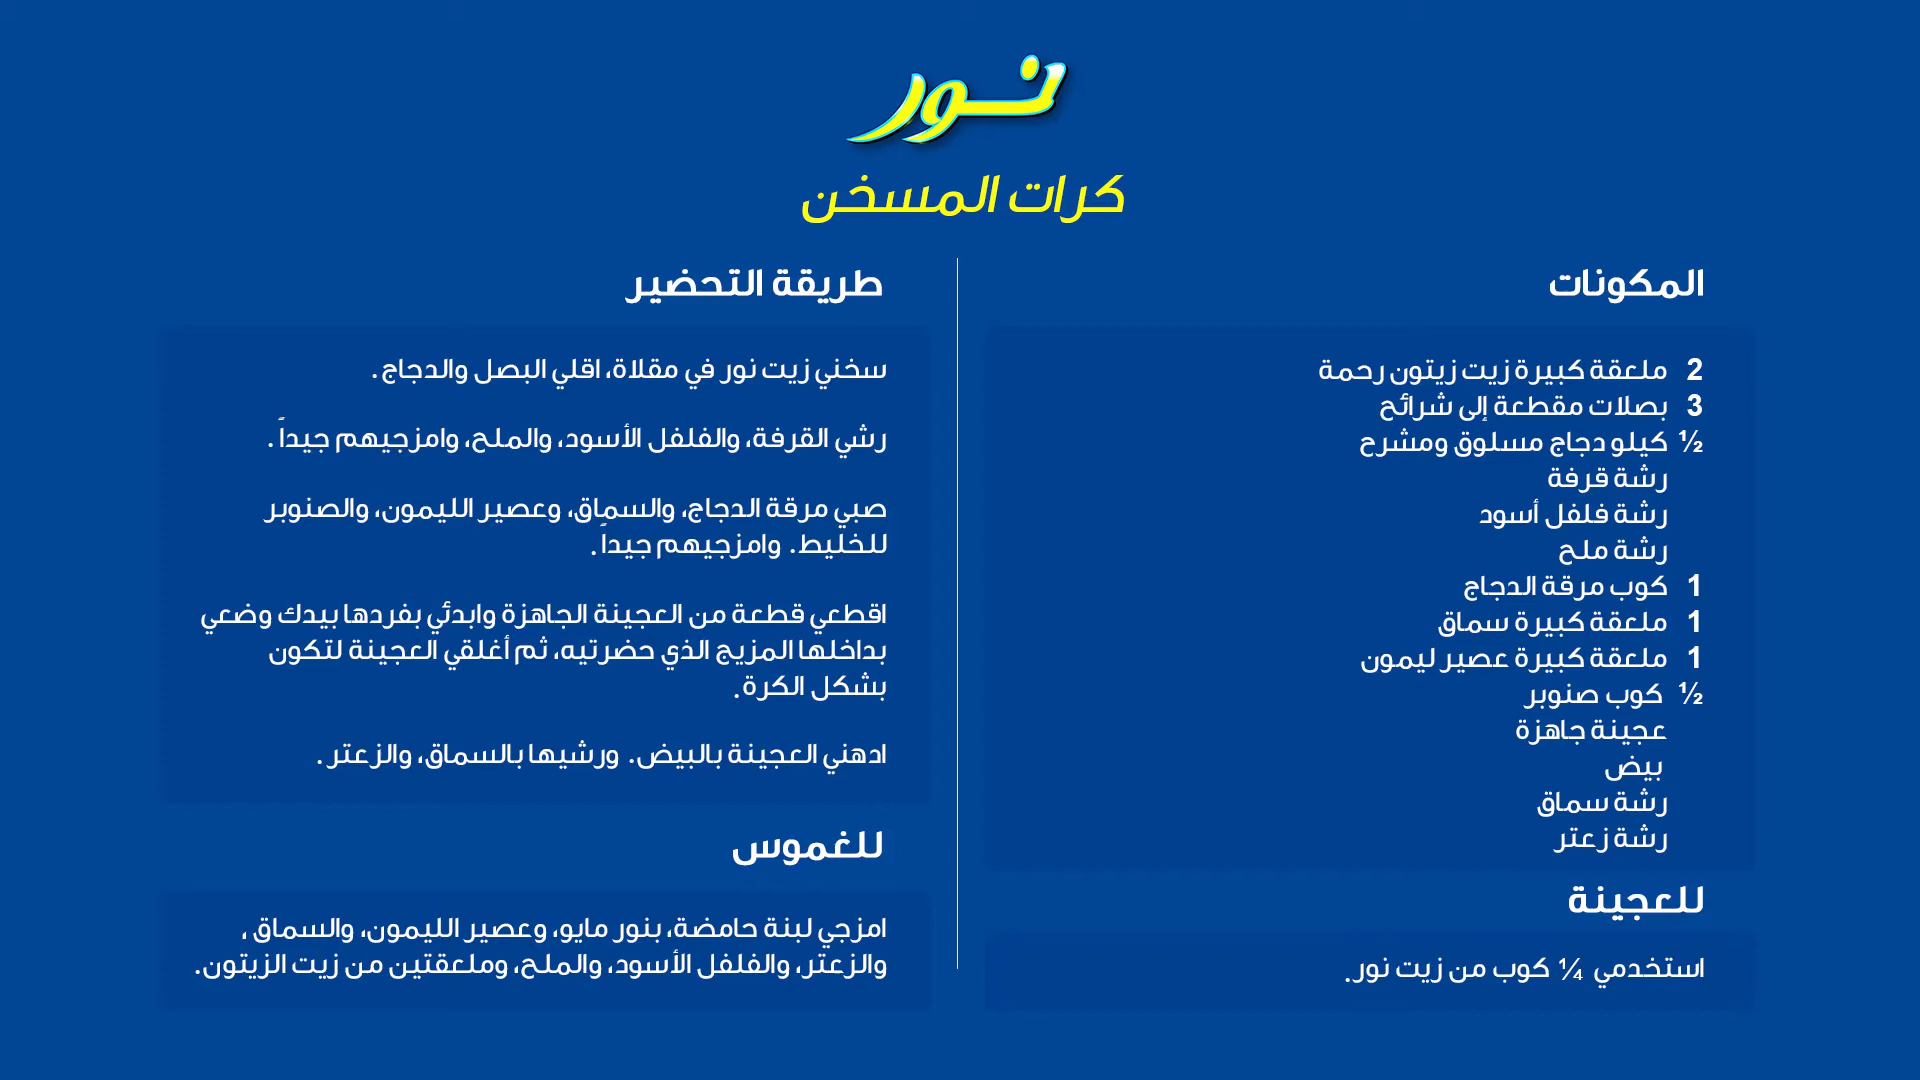 نور
كرات المسخن
المكونات
2 ملعقة كبيرة زيت زيتون رحمة
3 بصلات مقطعة إلى شرائح
½ كيلو دجاج مسلوق ومشرح
رشة قرفة
رشة فلفل أسود
رشة ملح
1 كوب مرقة الدجاج
1 ملعقة كبيرة سماق
1 ملعقة كبيرة عصير ليمون
½ كوب صنوبر
عجينة جاهزة
بيض
رشة سماق
رشة زعتر
للعجينة
استخدمي ¼ كوب من زيت نور.
طريقة التحضير
سخني زيت نور في مقلاة، اقلي البصل والدجاج.
رشي القرفة، والفلفل الأسود، والملح، وامزجيهم جيداً.
صبي مرقة الدجاج، والسماق، وعصير الليمون، والصنوبر
للخليط. وامزجيهم جيداً.
اقطعي قطعة من العجينة الجاهزة وابدئي بفردها بيدك وضعي
بداخلها المزيج الذي حضرتيه، ثم أغلقي العجينة لتكون
بشكل الكرة.
ادهني العجينة بالبيض. ورشيها بالسماق، والزعتر.
للغموس
امزجي لبنة حامضة، بنور مايو، وعصير الليمون، والسماق ،
والزعتر، والفلفل الأسود، والملح، وملعقتين من زيت الزيتون.